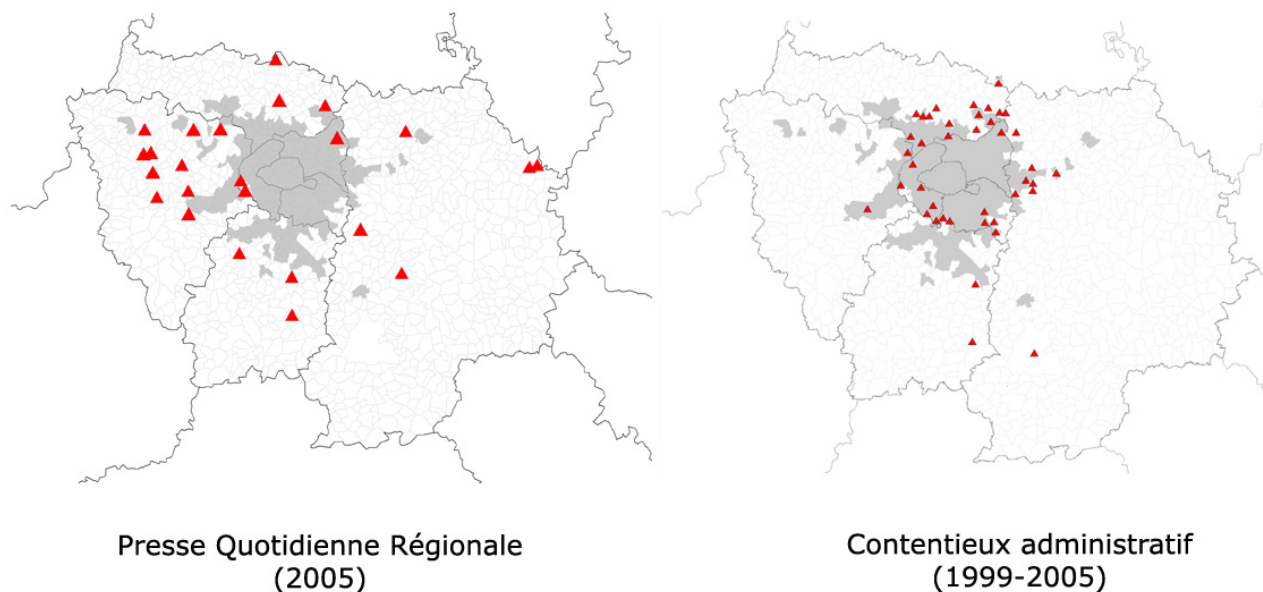 Presse Quotidienne Régionale
(2005)
Contentieux administratif
(1999-2005)